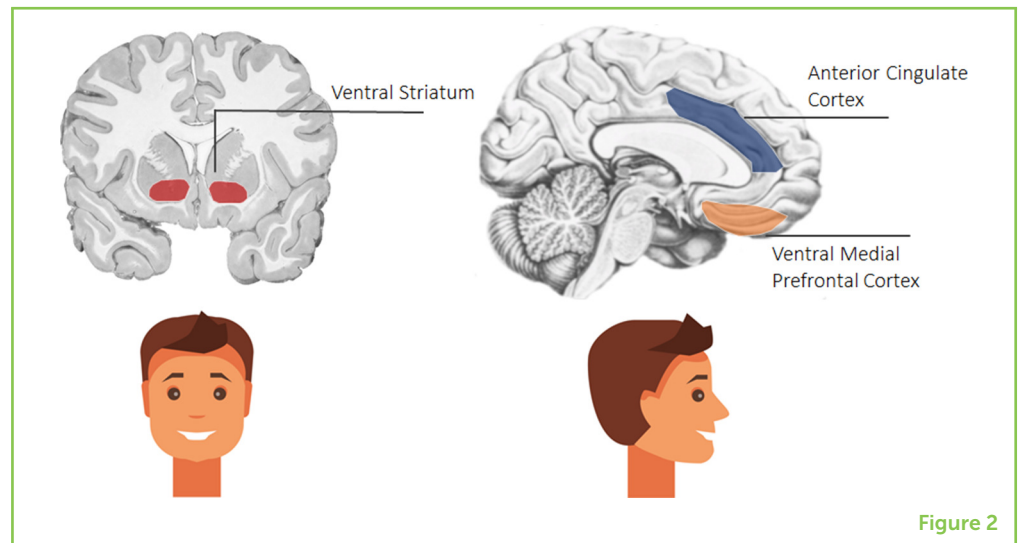 Ventral Striatum
Anterior Cingulate
Cortex
Ventral Medial
Prefrontal Cortex
Figure 2